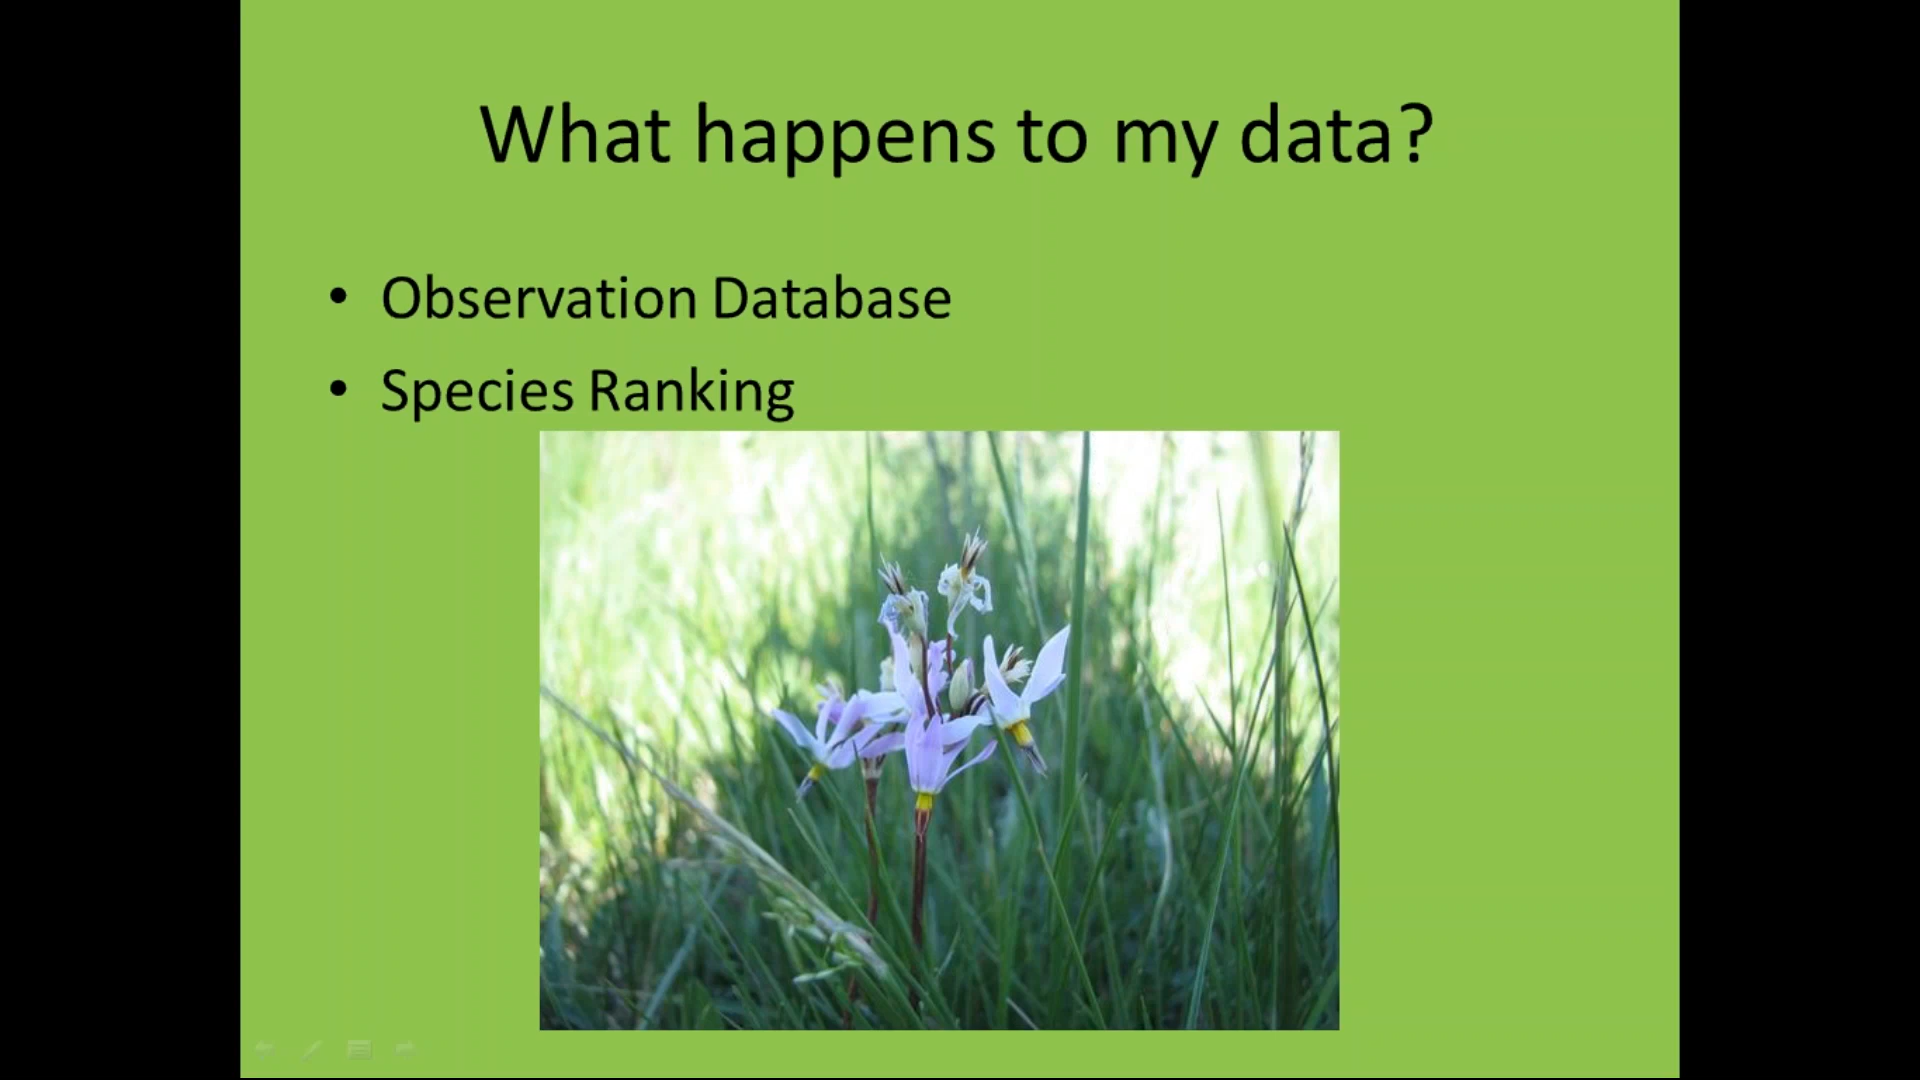 What happens to my data?
• Observation Database
• Species Ranking